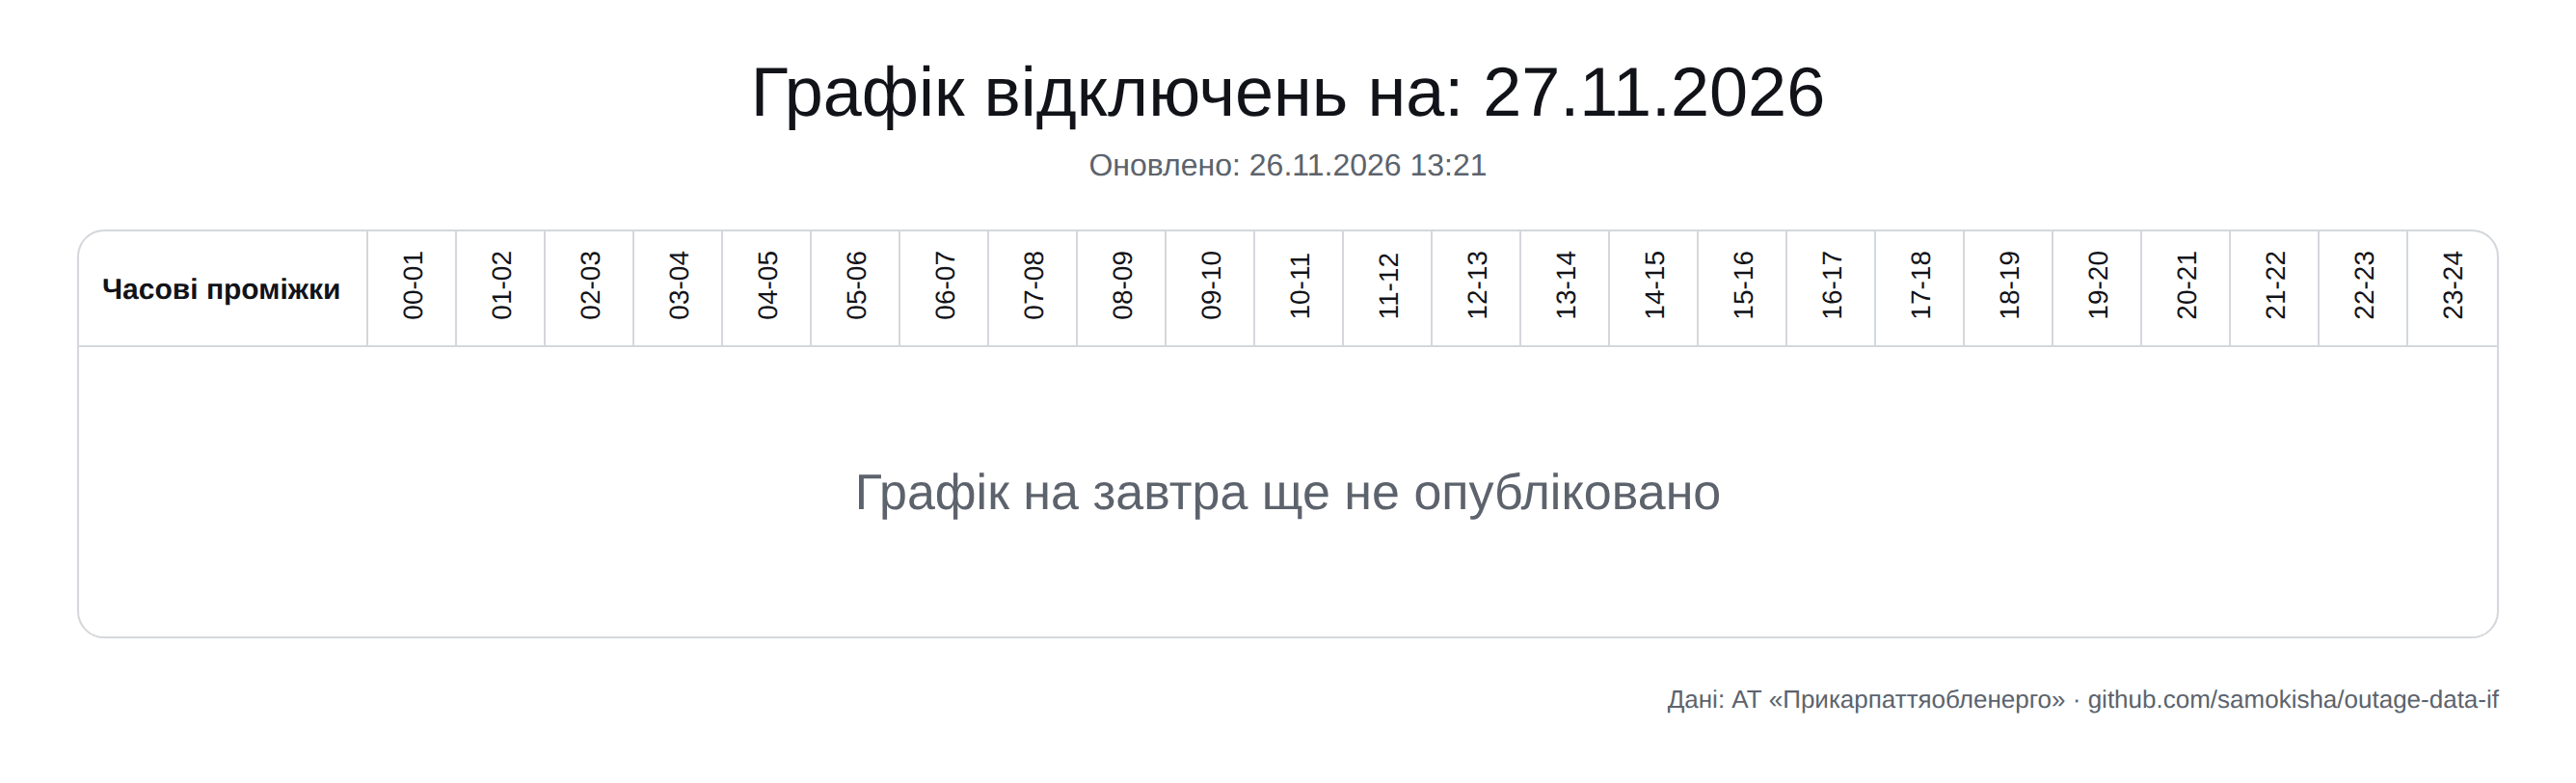 Графік відключень на: 27.11.2026
Оновлено: 26.11.2026 13:21
Часові проміжки 00-01 01-02 02-03 03-04 04-05 05-06 06-07 07-08 08-09 09-10 10-11 11-12 12-13 13-14 14-15 15-16 16-17 17-18 18-19 19-20 20-21 21-22 22-23 23-24
Графік на завтра ще не опубліковано
Дані: АТ «Прикарпаттяобленерго» · github.com/samokisha/outage-data-if